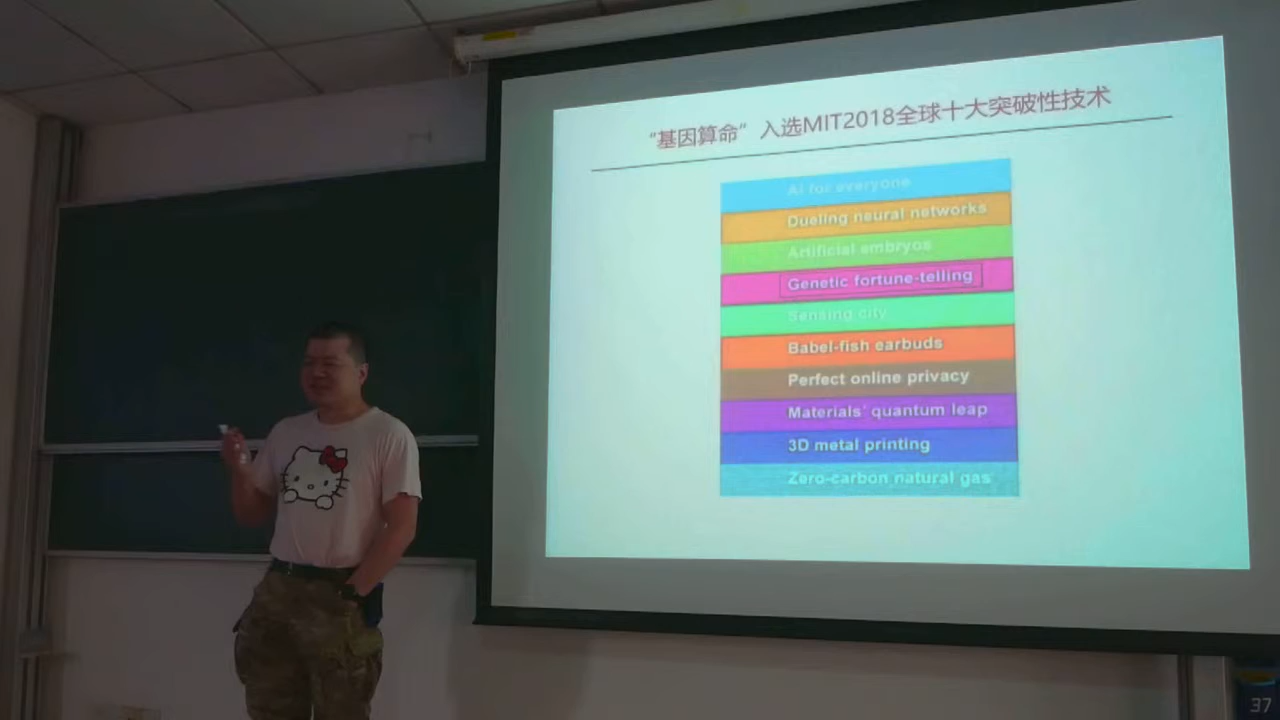 “基因算命”入选MIT2018全球十大突破性技术
AI for everyone
Dueling neural networks
Artificial embryos
Genetic fortune-telling
Sensing city
Babel-fish earbuds
Perfect online privacy
Materials' quantum leap
3D metal printing
Zero-carbon natural gas
37